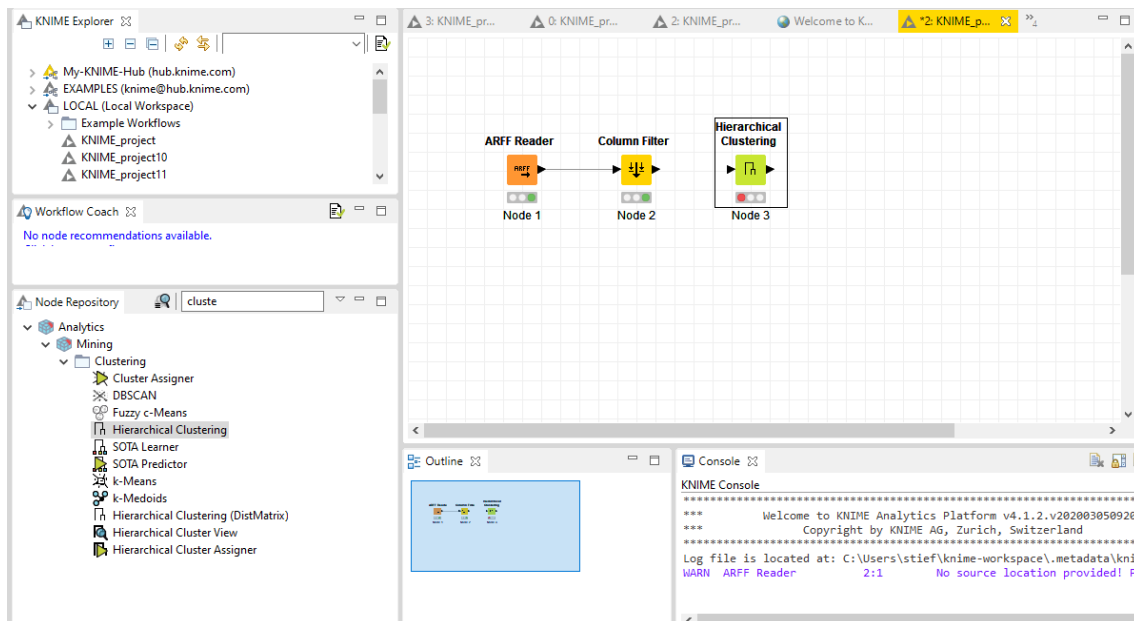 KNIME Explorer
My-KNIME-Hub (hub.knime.com)
EXAMPLES (knime@hub.knime.com)
LOCAL (Local Workspace)
Example Workflows
KNIME_project
KNIME_project10
KNIME_project11
Workflow Coach
No node recommendations available.
Node Repository
cluste
Analytics
Mining
Clustering
Cluster Assigner
DBSCAN
Fuzzy c-Means
Hierarchical Clustering
SOTA Learner
SOTA Predictor
k-Means
k-Medoids
Hierarchical Clustering (DistMatrix)
Hierarchical Cluster View
Hierarchical Cluster Assigner
3: KNIME_pr... 0: KNIME_pr... 2: KNIME_pr... Welcome to K... *2: KNIME_p... »4
ARFF Reader
ARFF
Node 1
Column Filter
Node 2
Hierarchical
Clustering
Node 3
Outline
Console
KNIME Console
***********************************************************************
*** Welcome to KNIME Analytics Platform v4.1.2.v202003050920
*** Copyright by KNIME AG, Zurich, Switzerland
***********************************************************************
Log file is located at: C:\Users\stief\knime-workspace\.metadata\kni
WARN ARFF Reader 2:1 No source location provided! P